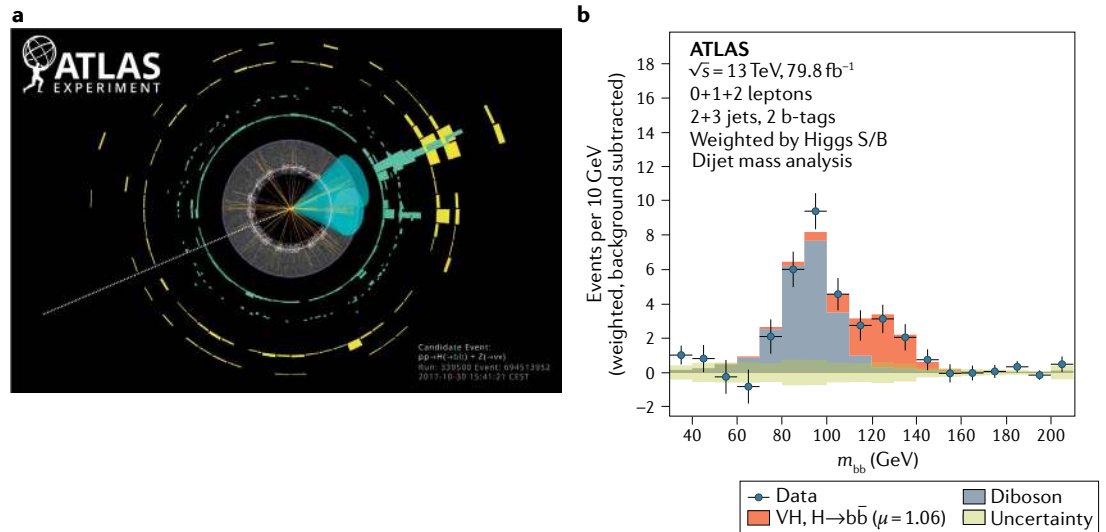 a
ATLAS
EXPERIMENT
Candidate Event:
pp→H(→bb) + Z(→νν)
Run: 339500 Event: 694513952
2017-10-30 15:41:21 CEST
b
ATLAS
√s = 13 TeV, 79.8 fb⁻¹
0+1+2 leptons
2+3 jets, 2 b-tags
Weighted by Higgs S/B
Dijet mass analysis
Events per 10 GeV
(weighted, background subtracted)
18
16
14
12
10
8
6
4
2
0
−2
40 60 80 100 120 140 160 180 200
m_bb (GeV)
Data
VH, H→bb̄ (μ = 1.06)
Diboson
Uncertainty